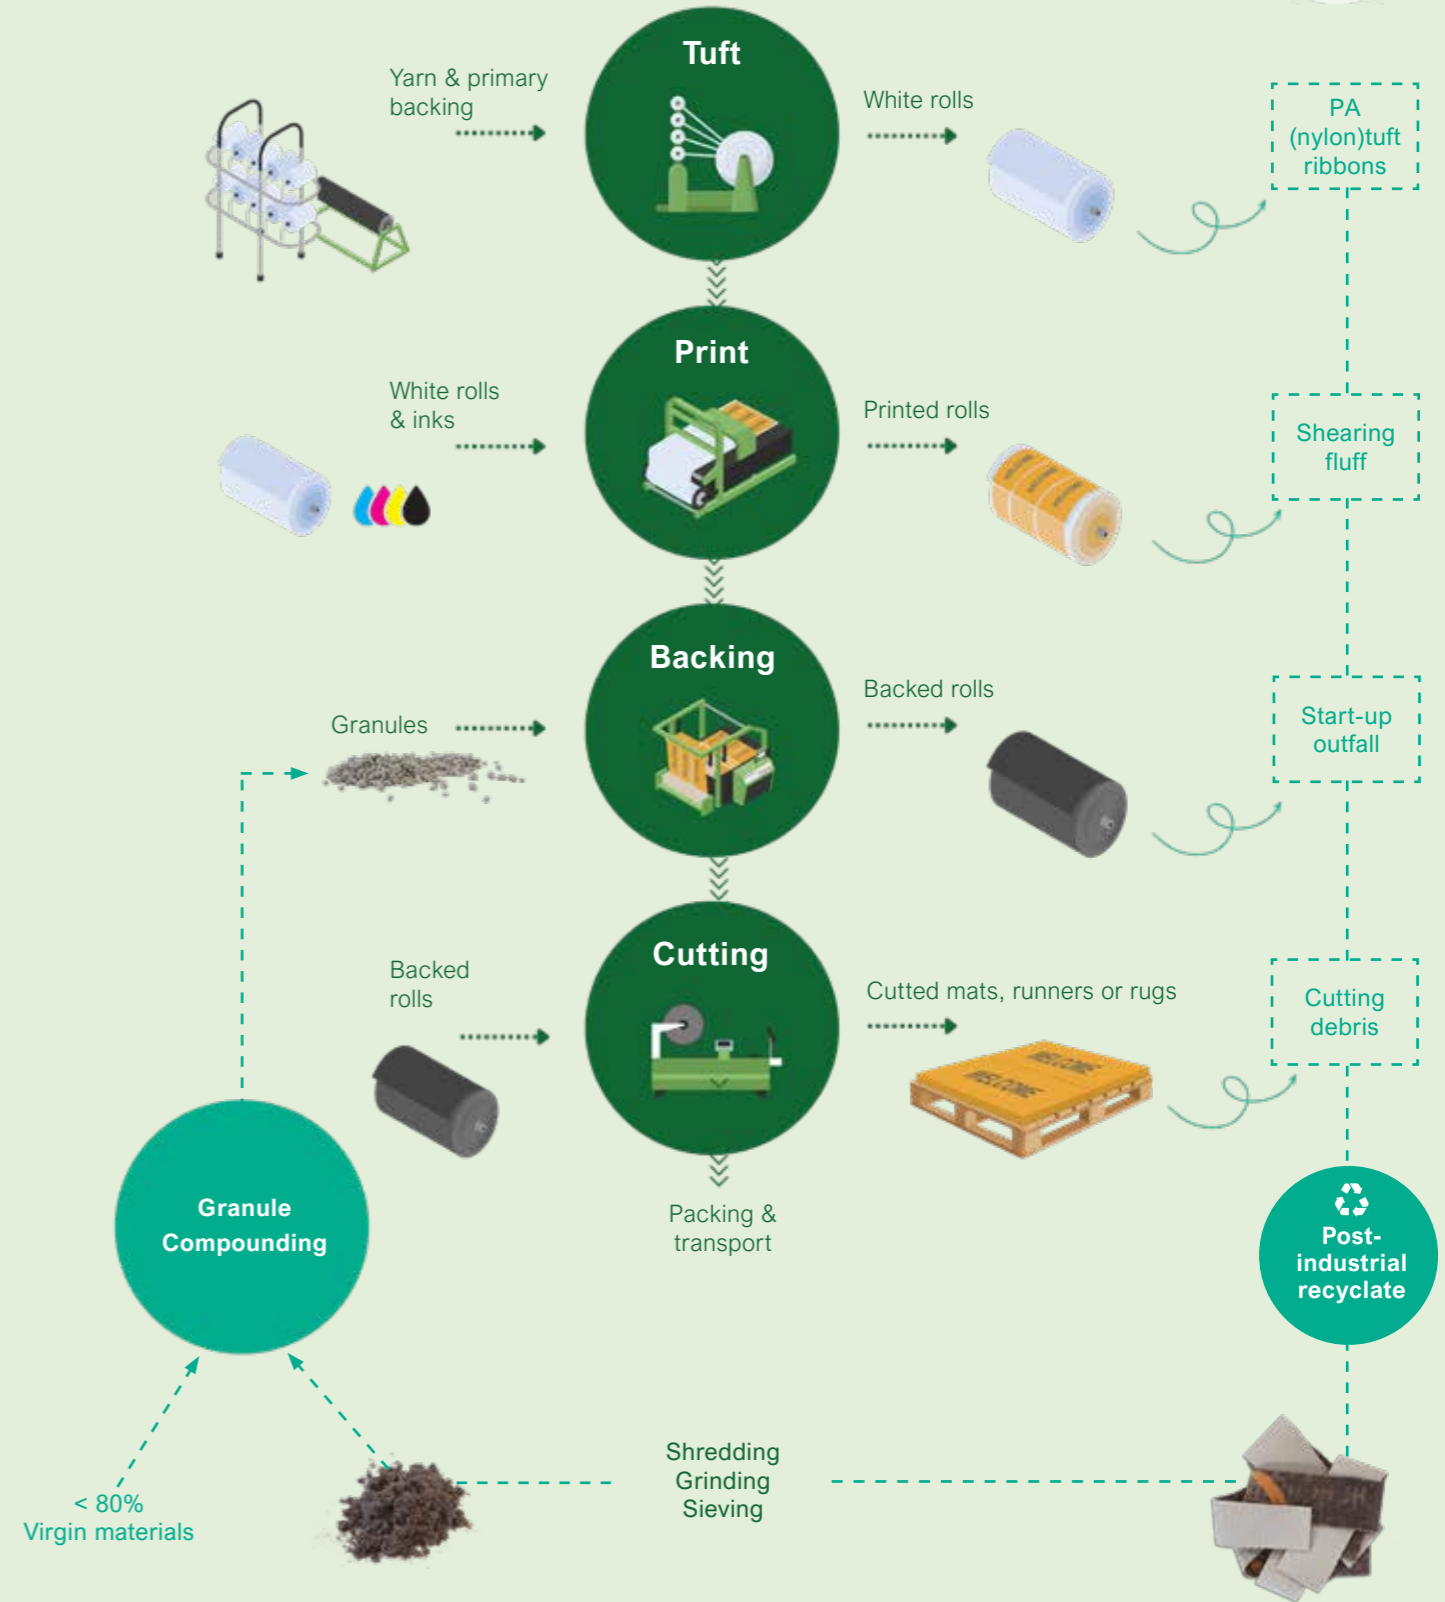 Tuft
Yarn & primary
backing
White rolls
PA
(nylon)tuft
ribbons
Print
White rolls
& inks
Printed rolls
Shearing
fluff
Backing
Granules
Backed rolls
Start-up
outfall
Cutting
Backed
rolls
Cutted mats, runners or rugs
WELCOME
WELCOME
Cutting
debris
Granule
Compounding
Packing &
transport
Post-
industrial
recyclate
Shredding
Grinding
Sieving
< 80%
Virgin materials